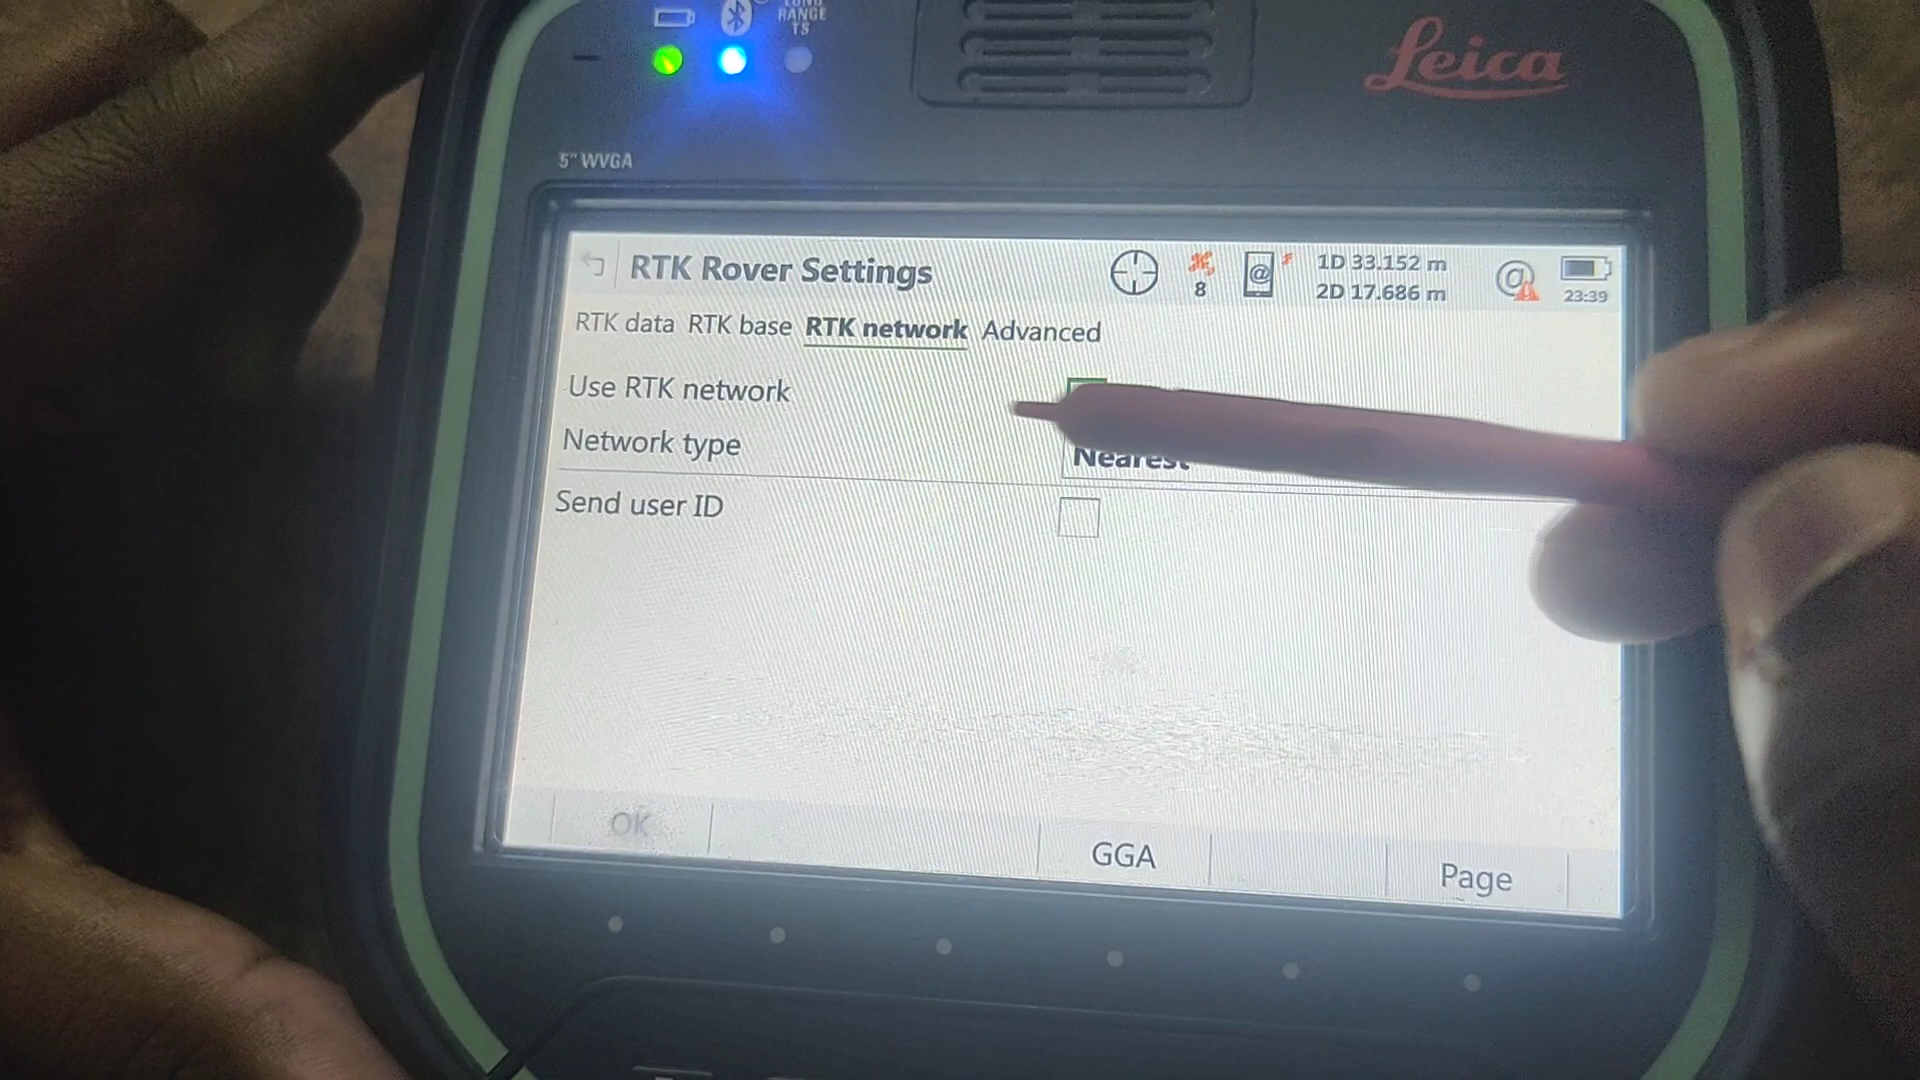 RANGE
TS
Leica
5" WVGA
RTK Rover Settings
8
@
1D 33.152 m
2D 17.686 m
@
23:39
RTK data RTK base RTK network Advanced
Use RTK network
Network type
Nearest
Send user ID
OK
GGA
Page